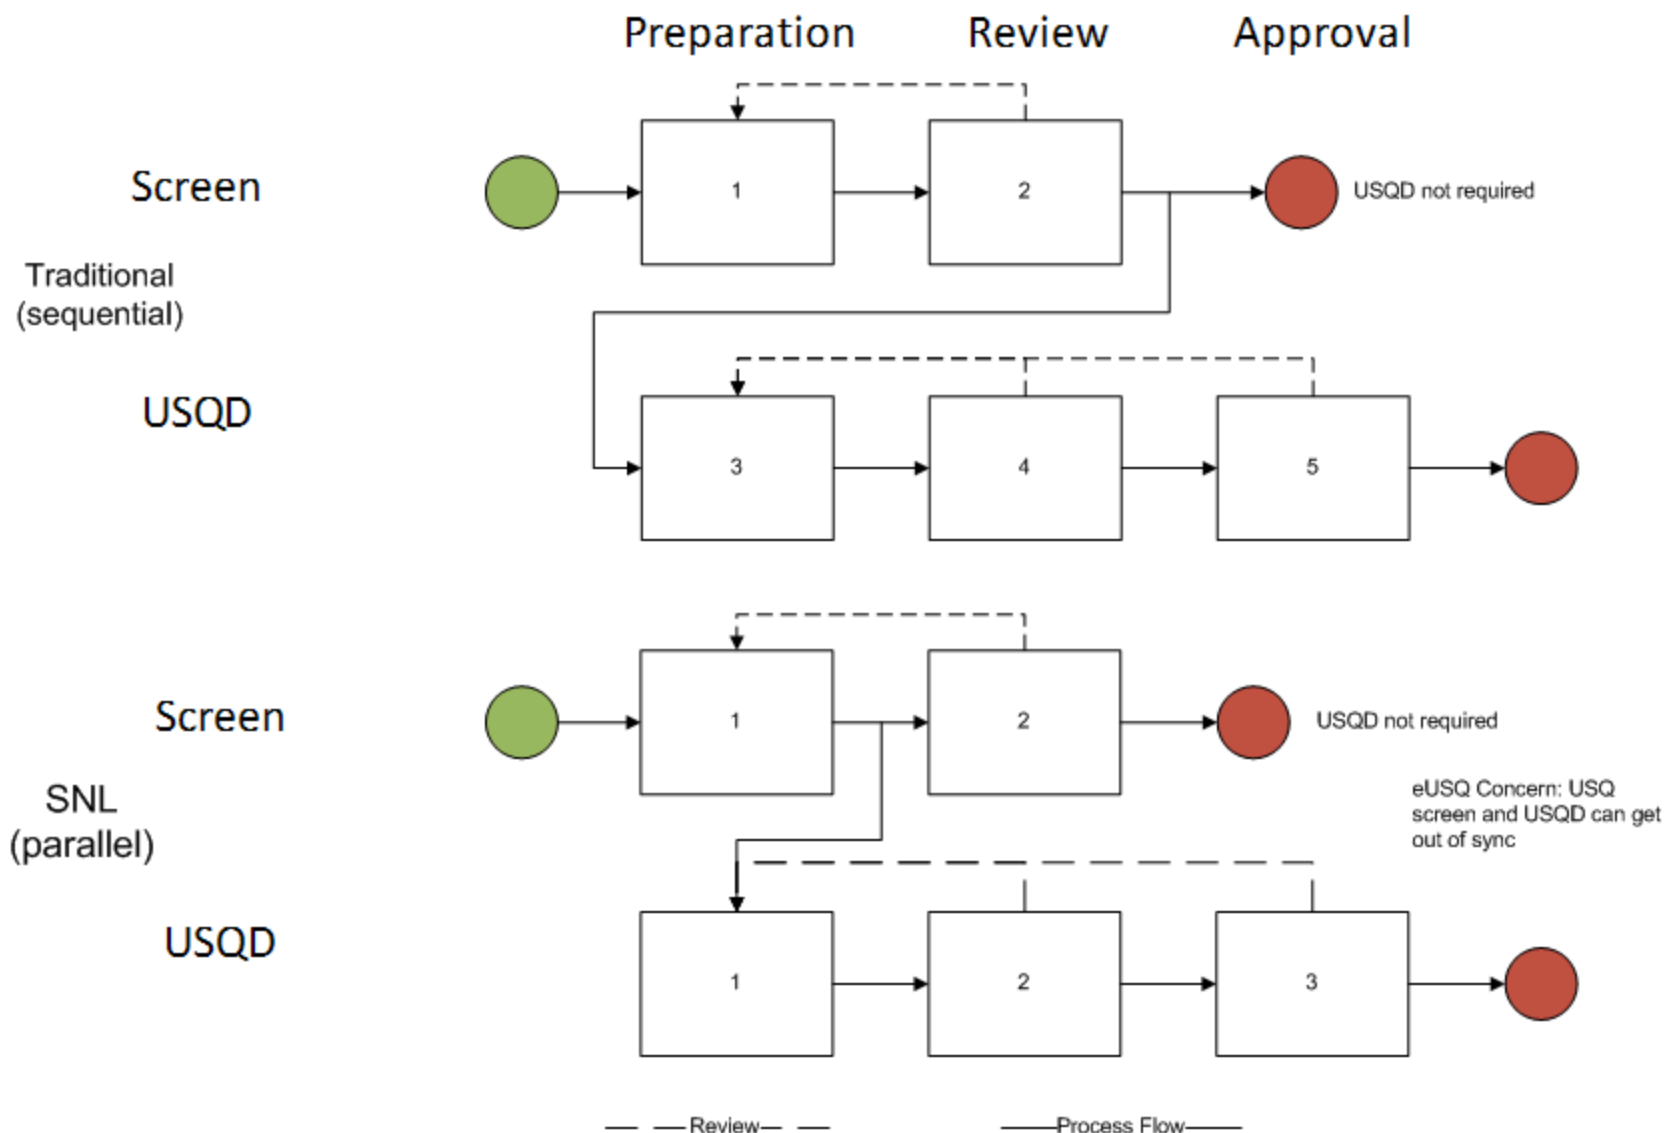 Preparation Review Approval
Screen
1
2
USQD not required
Traditional
(sequential)
USQD
3
4
5
Screen
1
2
USQD not required
SNL
(parallel)
eUSQ Concern: USQ
screen and USQD can get
out of sync
USQD
1
2
3
Review
Process Flow